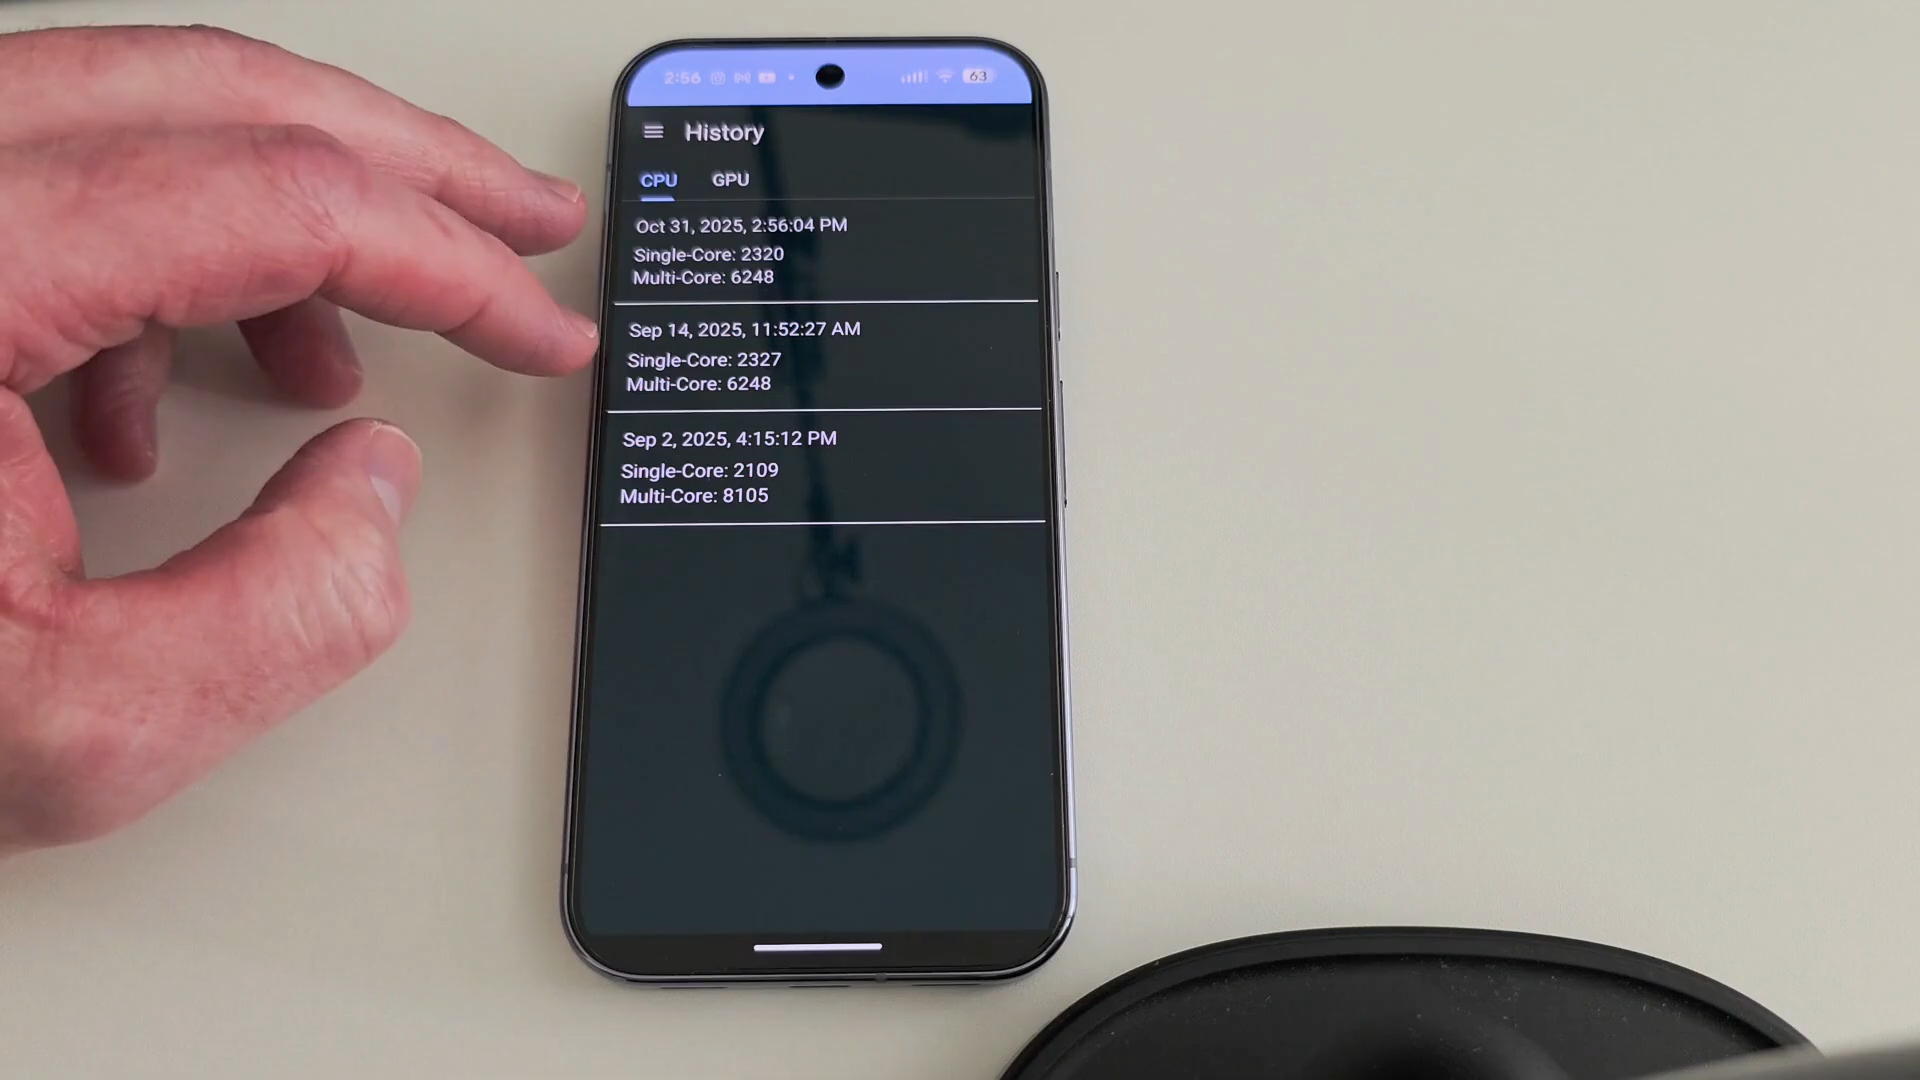 2:56 63
History
CPU GPU
Oct 31, 2025, 2:56:04 PM
Single-Core: 2320
Multi-Core: 6248
Sep 14, 2025, 11:52:27 AM
Single-Core: 2327
Multi-Core: 6248
Sep 2, 2025, 4:15:12 PM
Single-Core: 2109
Multi-Core: 8105